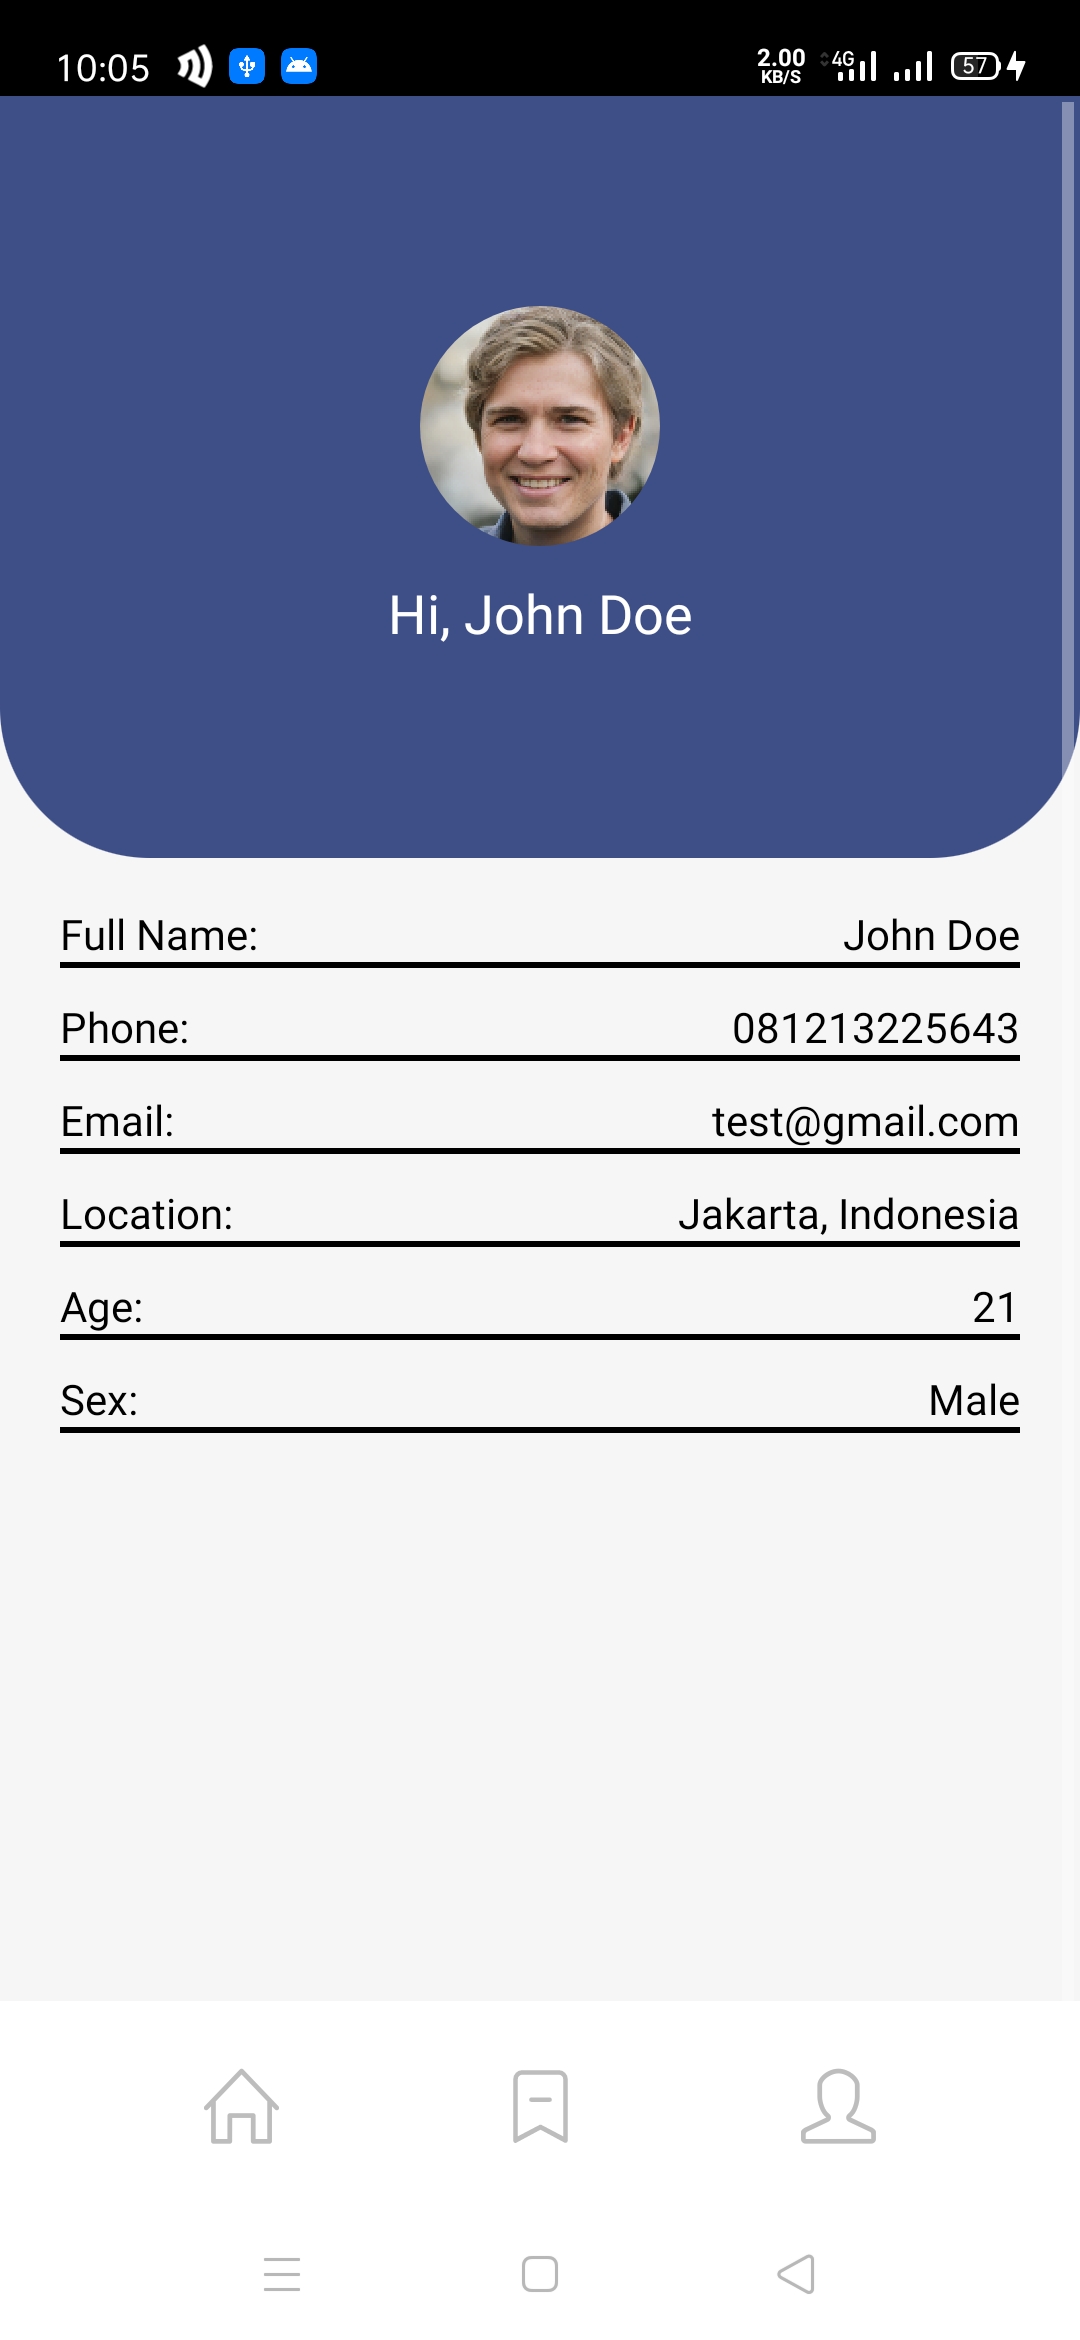 10:05
2.00 KB/S 4G 57
Hi, John Doe
Full Name: John Doe
Phone: 081213225643
Email: test@gmail.com
Location: Jakarta, Indonesia
Age: 21
Sex: Male